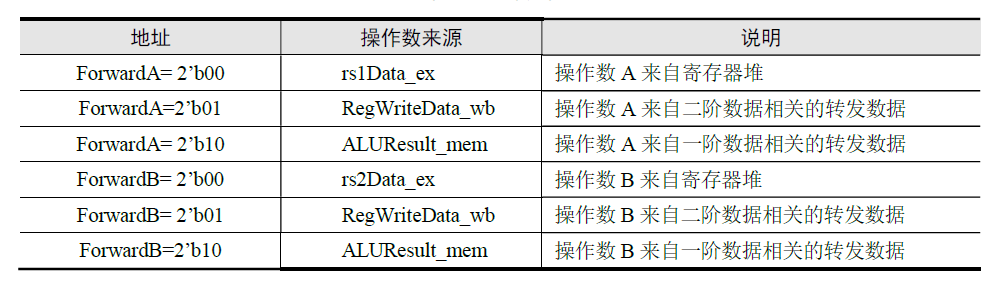 地址 操作数来源 说明
ForwardA= 2’b00 rs1Data_ex 操作数 A 来自寄存器堆
ForwardA=2’b01 RegWriteData_wb 操作数 A 来自二阶数据相关的转发数据
ForwardA= 2’b10 ALUResult_mem 操作数 A 来自一阶数据相关的转发数据
ForwardB= 2’b00 rs2Data_ex 操作数 B 来自寄存器堆
ForwardB= 2’b01 RegWriteData_wb 操作数 B 来自二阶数据相关的转发数据
ForwardB=2’b10 ALUResult_mem 操作数 B 来自一阶数据相关的转发数据